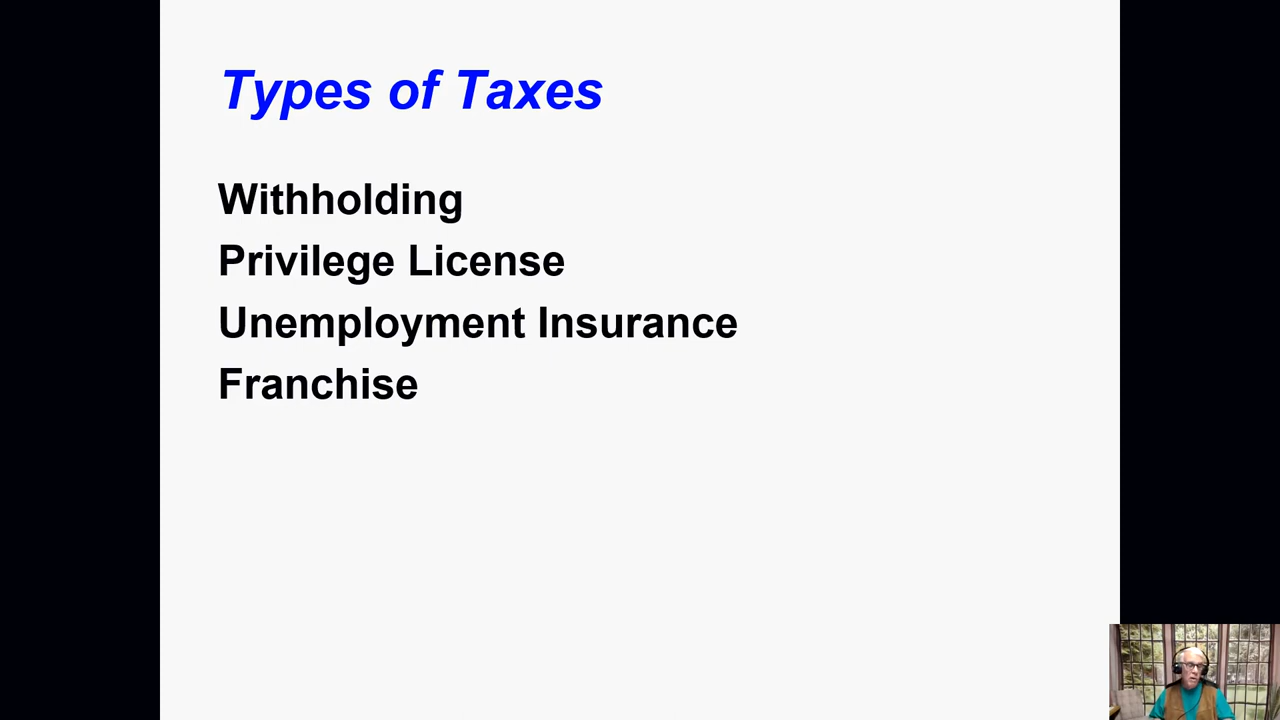 Types of Taxes
Withholding
Privilege License
Unemployment Insurance
Franchise